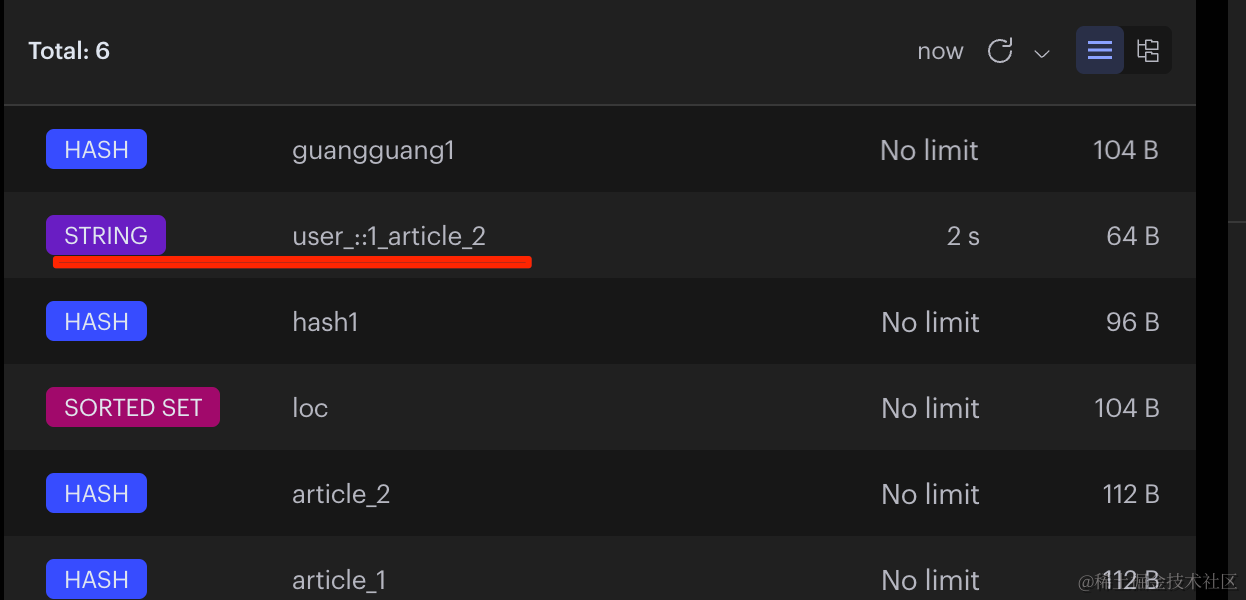 Total: 6 now
HASH guangguang1 No limit 104 B
STRING user_::1_article_2 2 s 64 B
HASH hash1 No limit 96 B
SORTED SET loc No limit 104 B
HASH article_2 No limit 112 B
HASH article_1 No limit 112 B
@稀土掘金技术社区